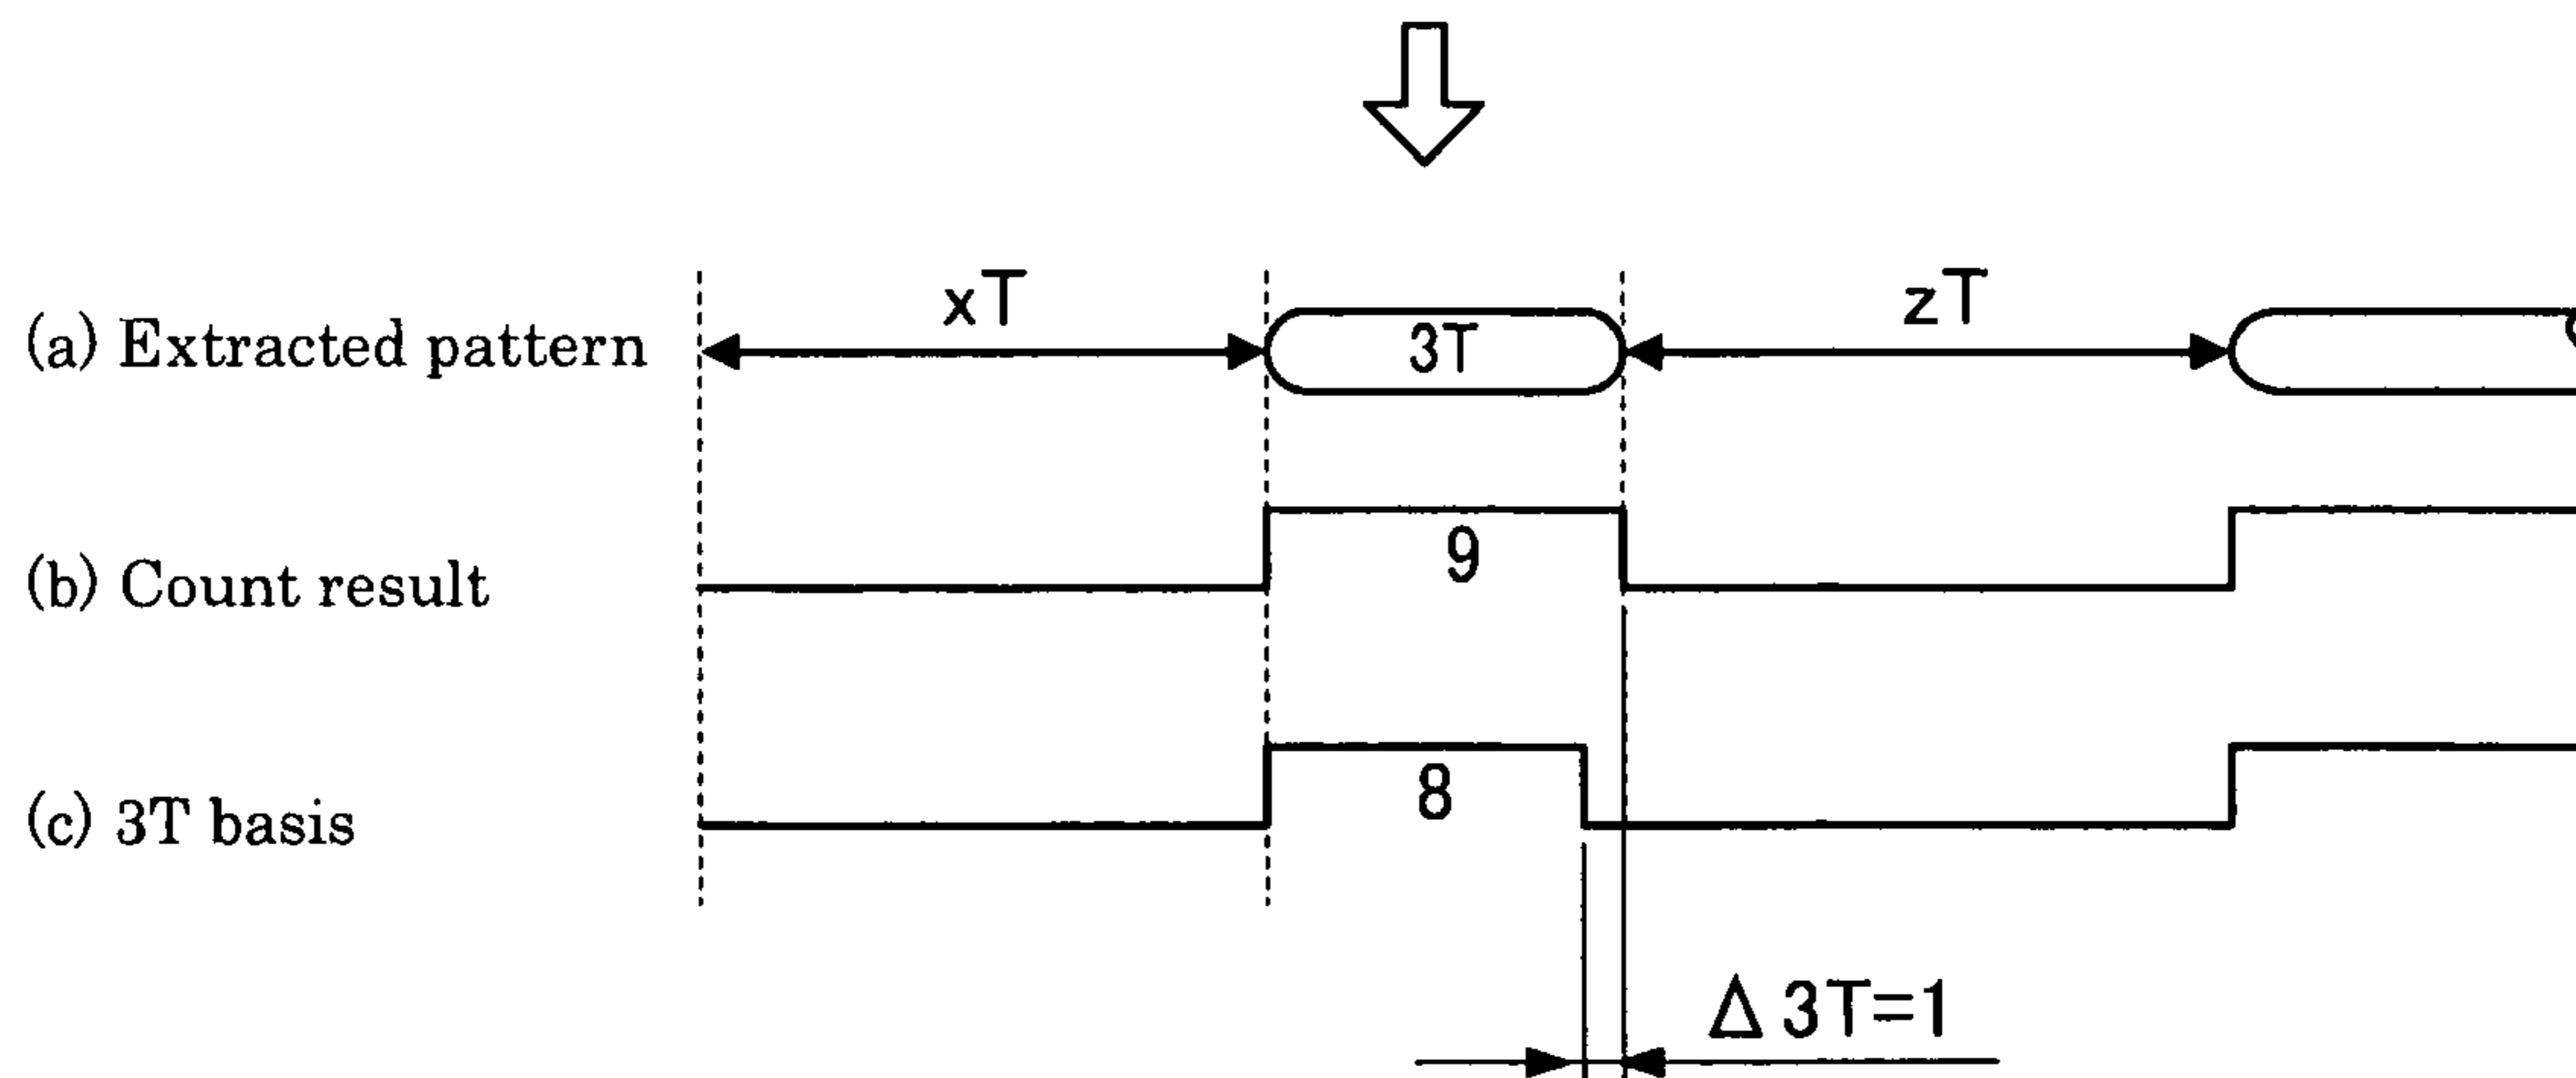 xT
zT
(a) Extracted pattern
3T
(b) Count result
9
(c) 3T basis
8
Δ3T=1